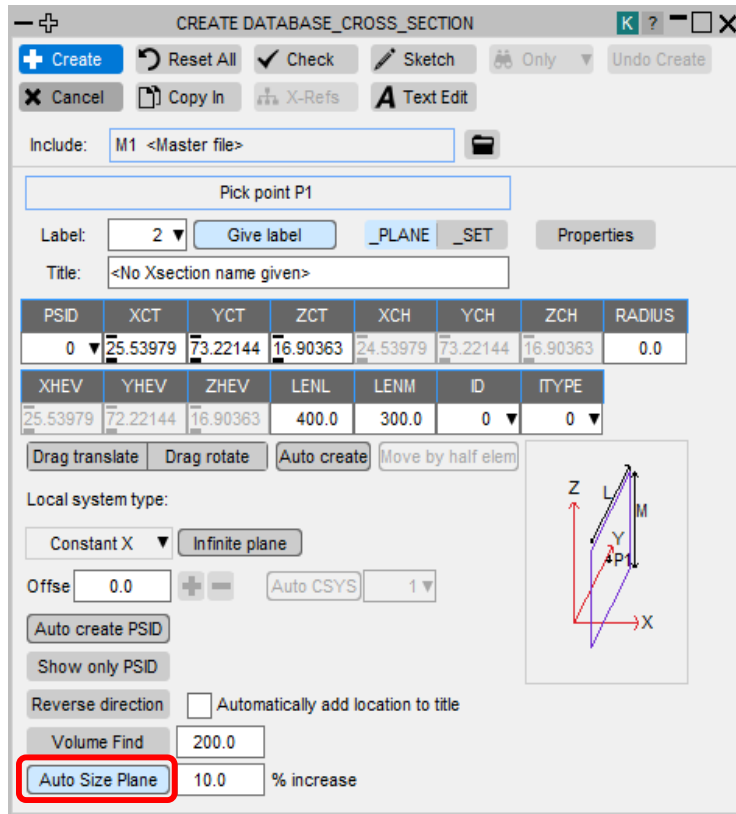 CREATE DATABASE_CROSS_SECTION K ?
Create Reset All Check Sketch Only Undo Create
Cancel Copy In X-Refs A Text Edit
Include: M1 <Master file>
Pick point P1
Label: 2 Give label _PLANE _SET Properties
Title: <No Xsection name given>
PSID XCT YCT ZCT XCH YCH ZCH RADIUS
0 25.53979 73.22144 16.90363 24.53979 73.22144 16.90363 0.0
XHEV YHEV ZHEV LENL LENM ID ITYPE
25.53979 72.22144 16.90363 400.0 300.0 0 0
Drag translate Drag rotate Auto create Move by half elem
Local system type:
Constant X Infinite plane
Offse 0.0 Auto CSYS 1
Auto create PSID
Show only PSID
Reverse direction Automatically add location to title
Volume Find 200.0
Auto Size Plane 10.0 % increase
Z L M
Y
P1
X